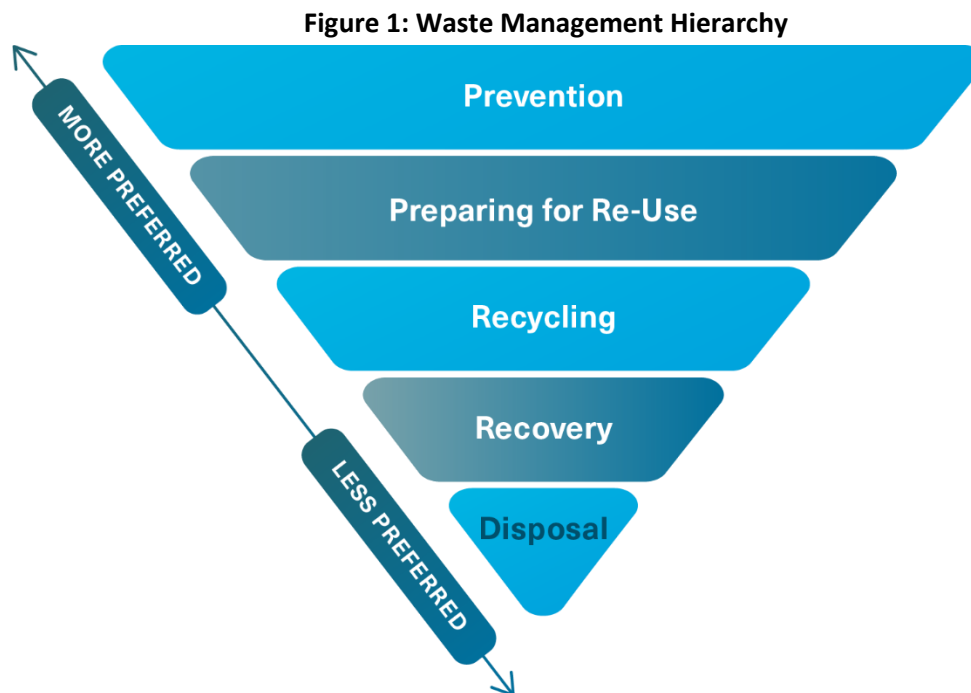 Figure 1: Waste Management Hierarchy
Prevention
MORE PREFERRED
Preparing for Re-Use
Recycling
Recovery
LESS PREFERRED
Disposal